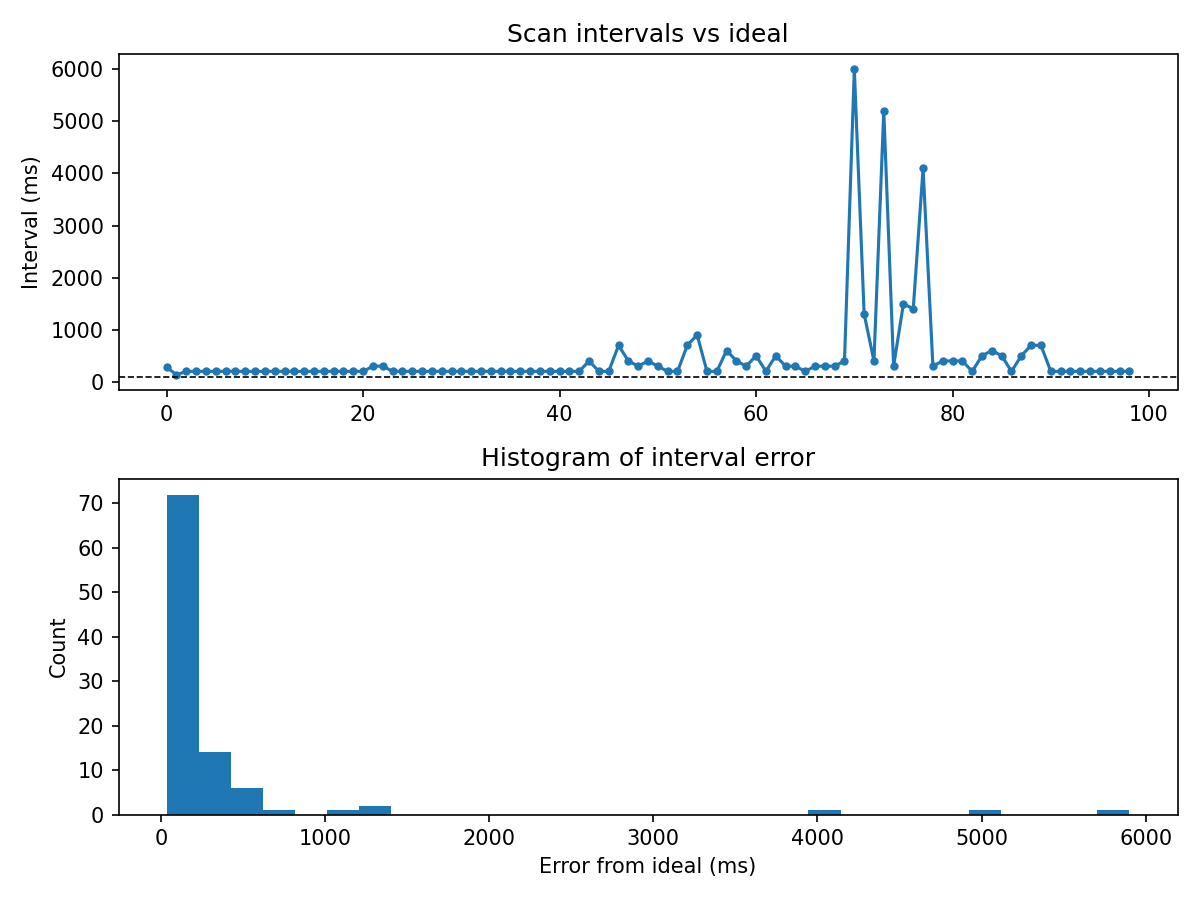 Scan intervals vs ideal
Interval (ms)
6000
5000
4000
3000
2000
1000
0
0 20 40 60 80 100
Histogram of interval error
Count
70
60
50
40
30
20
10
0
0 1000 2000 3000 4000 5000 6000
Error from ideal (ms)